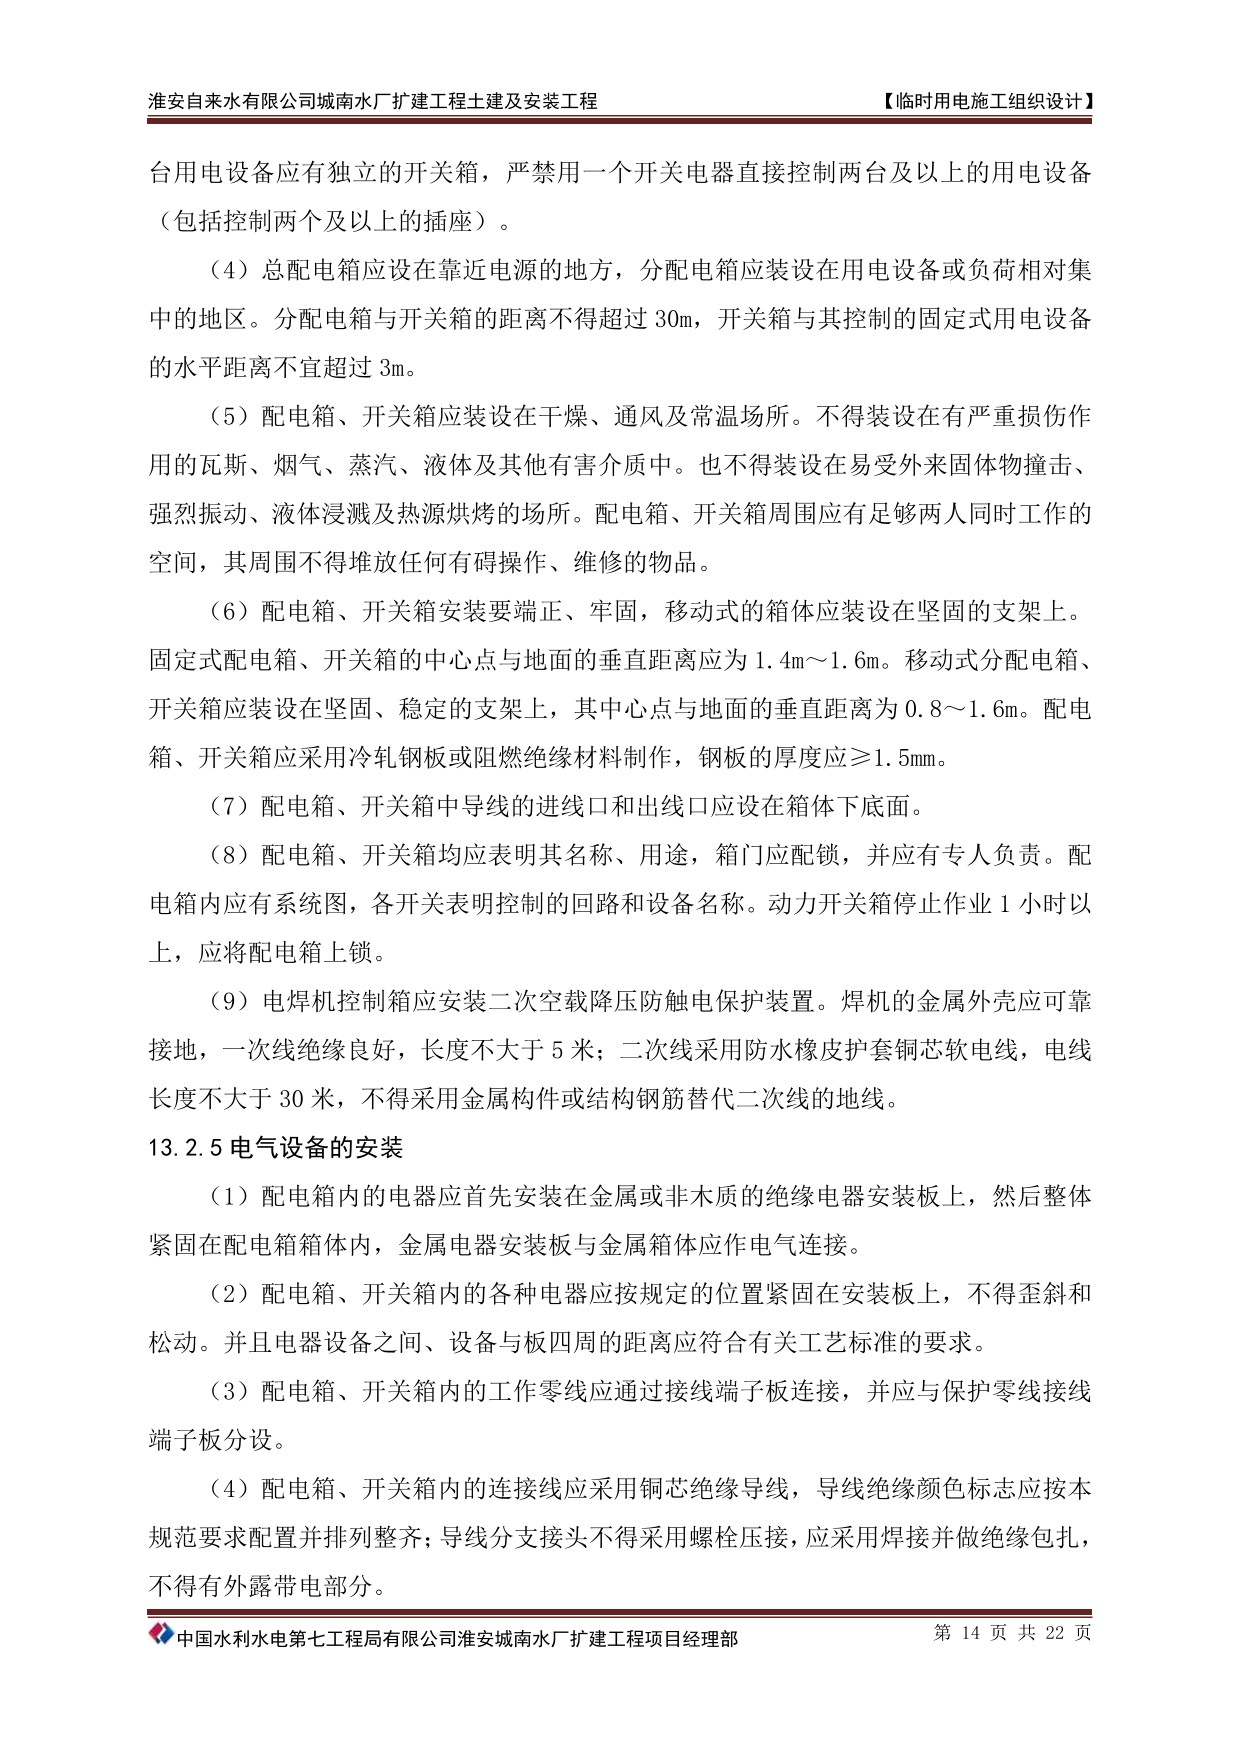 淮安自来水有限公司城南水厂扩建工程土建及安装工程 【临时用电施工组织设计】
台用电设备应有独立的开关箱，严禁用一个开关电器直接控制两台及以上的用电设备
（包括控制两个及以上的插座）。
（4）总配电箱应设在靠近电源的地方，分配电箱应装设在用电设备或负荷相对集
中的地区。分配电箱与开关箱的距离不得超过 30m，开关箱与其控制的固定式用电设备
的水平距离不宜超过 3m。
（5）配电箱、开关箱应装设在干燥、通风及常温场所。不得装设在有严重损伤作
用的瓦斯、烟气、蒸汽、液体及其他有害介质中。也不得装设在易受外来固体物撞击、
强烈振动、液体浸溅及热源烘烤的场所。配电箱、开关箱周围应有足够两人同时工作的
空间，其周围不得堆放任何有碍操作、维修的物品。
（6）配电箱、开关箱安装要端正、牢固，移动式的箱体应装设在坚固的支架上。
固定式配电箱、开关箱的中心点与地面的垂直距离应为 1.4m～1.6m。移动式分配电箱、
开关箱应装设在坚固、稳定的支架上，其中心点与地面的垂直距离为 0.8～1.6m。配电
箱、开关箱应采用冷轧钢板或阻燃绝缘材料制作，钢板的厚度应≥1.5mm。
（7）配电箱、开关箱中导线的进线口和出线口应设在箱体下底面。
（8）配电箱、开关箱均应表明其名称、用途，箱门应配锁，并应有专人负责。配
电箱内应有系统图，各开关表明控制的回路和设备名称。动力开关箱停止作业 1 小时以
上，应将配电箱上锁。
（9）电焊机控制箱应安装二次空载降压防触电保护装置。焊机的金属外壳应可靠
接地，一次线绝缘良好，长度不大于 5 米；二次线采用防水橡皮护套铜芯软电线，电线
长度不大于 30 米，不得采用金属构件或结构钢筋替代二次线的地线。
13.2.5 电气设备的安装
（1）配电箱内的电器应首先安装在金属或非木质的绝缘电器安装板上，然后整体
紧固在配电箱箱体内，金属电器安装板与金属箱体应作电气连接。
（2）配电箱、开关箱内的各种电器应按规定的位置紧固在安装板上，不得歪斜和
松动。并且电器设备之间、设备与板四周的距离应符合有关工艺标准的要求。
（3）配电箱、开关箱内的工作零线应通过接线端子板连接，并应与保护零线接线
端子板分设。
（4）配电箱、开关箱内的连接线应采用铜芯绝缘导线，导线绝缘颜色标志应按本
规范要求配置并排列整齐；导线分支接头不得采用螺栓压接，应采用焊接并做绝缘包扎，
不得有外露带电部分。
中国水利水电第七工程局有限公司淮安城南水厂扩建工程项目经理部 第 14 页 共 22 页